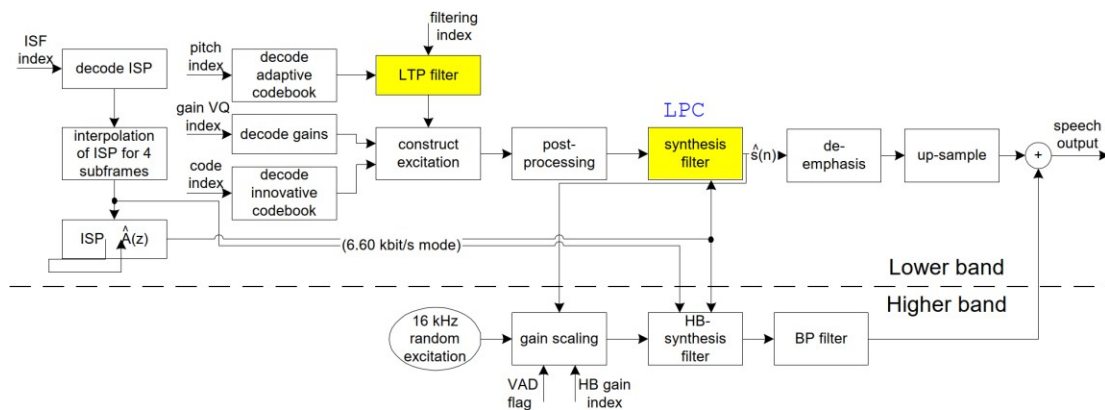 ISF
index
decode ISP
interpolation
of ISP for 4
subframes
ISP Â(z)
pitch
index
decode
adaptive
codebook
filtering
index
LTP filter
gain VQ
index
decode gains
code
index
decode
innovative
codebook
construct
excitation
post-
processing
LPC
synthesis
filter
ŝ(n)
de-
emphasis
up-sample
+
speech
output
(6.60 kbit/s mode)
Lower band
Higher band
16 kHz
random
excitation
gain scaling
VAD
flag
HB gain
index
HB-
synthesis
filter
BP filter